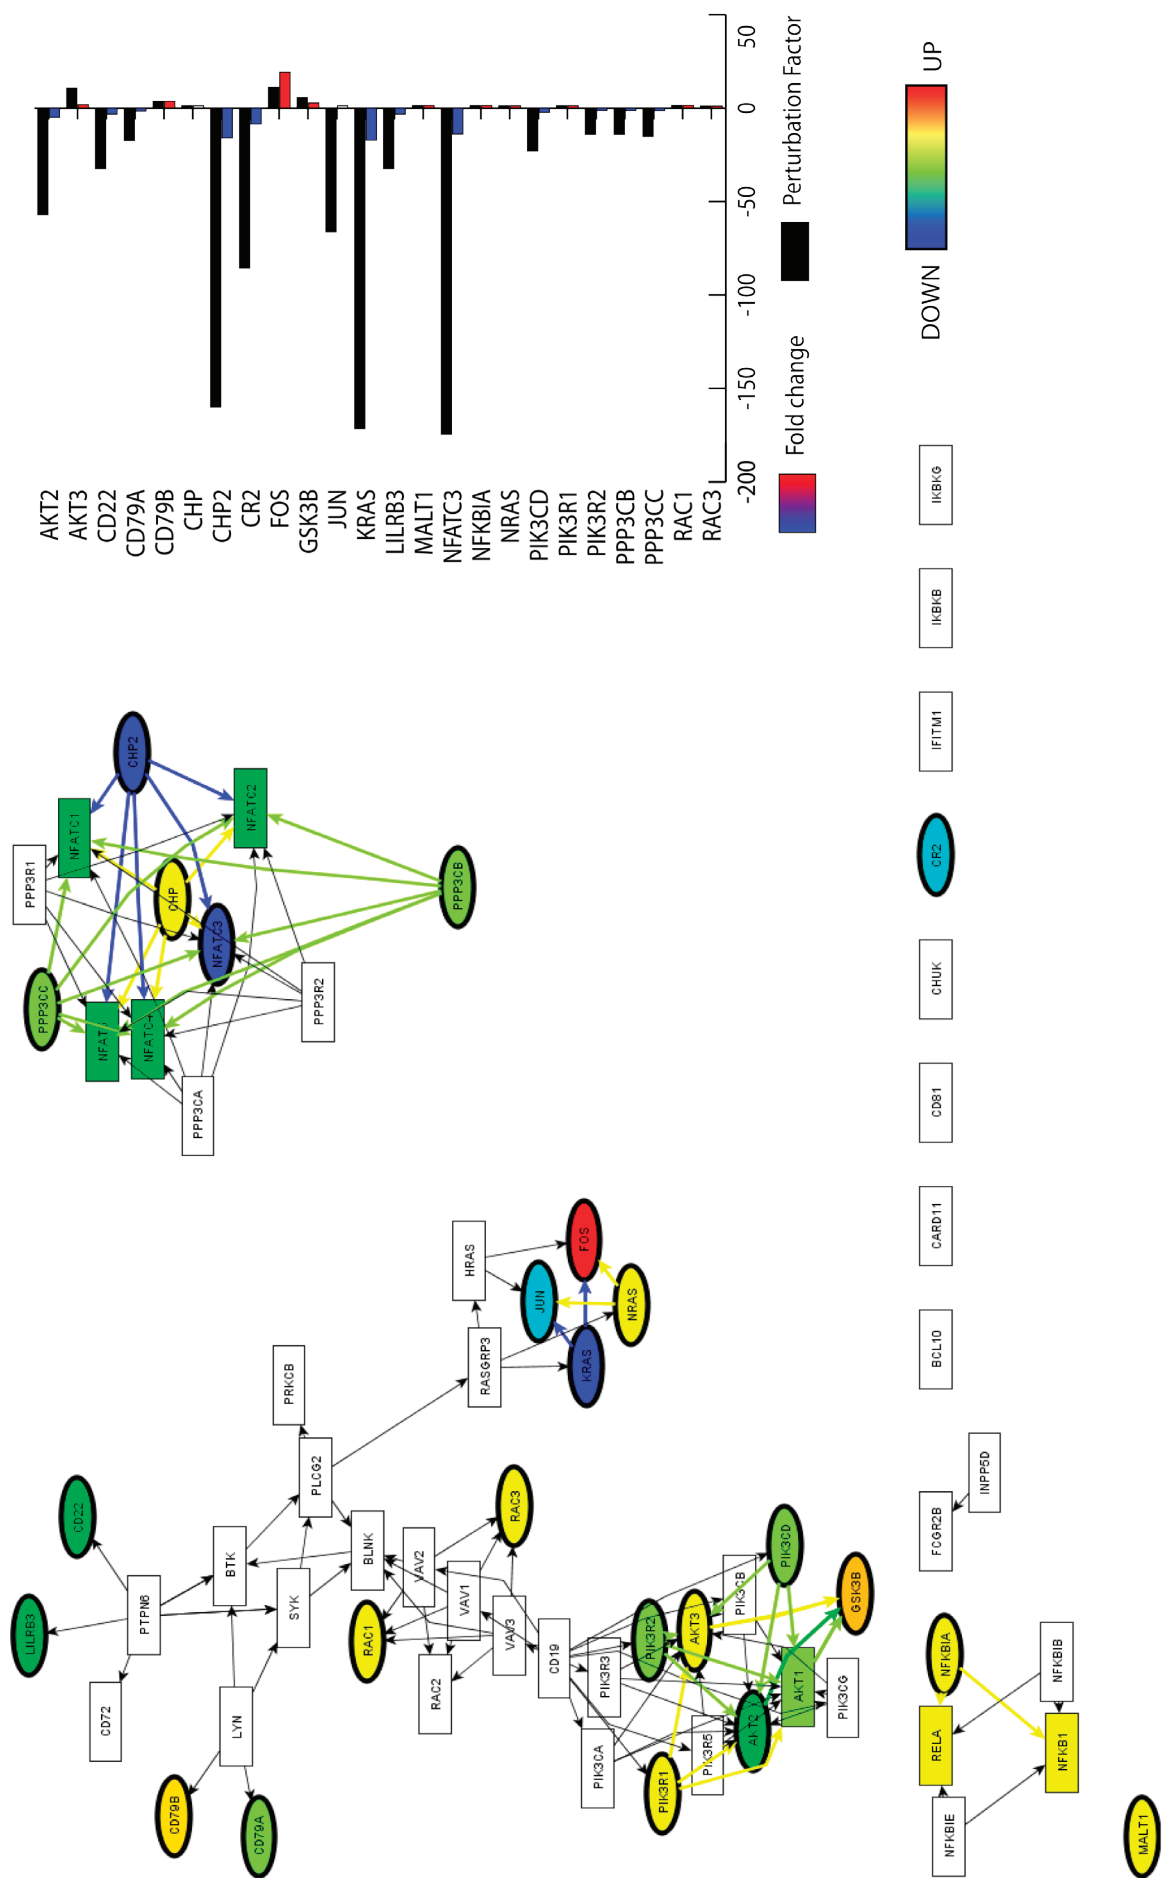 AKT2
AKT3
CD22
CD79A
CD79B
CHP
CHP2
CR2
FOS
GSK3B
JUN
KRAS
LILRB3
MALT1
NFATC3
NFKBIA
NRAS
PIK3CD
PIK3R1
PIK3R2
PPP3CB
PPP3CC
RAC1
RAC3
-200
-150
-100
-50
0
50
Fold change
Perturbation Factor
DOWN
UP
LILRB3
CD22
CD72
PTPN6
CD79B
LYN
BTK
CD79A
SYK
PLCG2
PRKCB
BLNK
RAC1
VAV2
RAC2
VAV1
VAV3
RAC3
CD19
RASGRP3
HRAS
JUN
KRAS
FOS
NRAS
PIK3CA
PIK3R3
PIK3R2
PIK3R1
PIK3R5
AKT3
PIK3CB
AKT2
PIK3CD
AKT1
PIK3CG
GSK3B
PPP3CC
PPP3R1
NFATC1
CHP2
CHP
NFATC4
NFATC3
NFATC2
PPP3CA
PPP3R2
PPP3CB
NFKBIE
RELA
NFKBIA
NFKB1
NFKBIB
MALT1
FCGR2B
INPP5D
BCL10
CARD11
CD81
CHUK
CR2
IFITM1
IKBKB
IKBKG